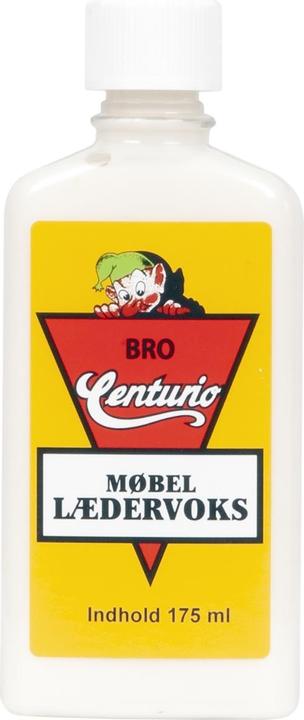 BRO
Centurio
MØBEL
LÆDERVOKS
Indhold 175 ml